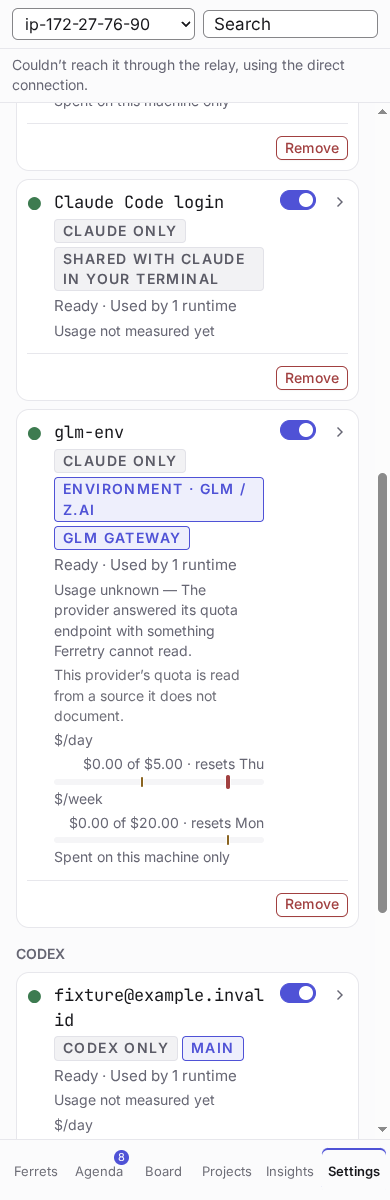 ip-172-27-76-90
Search
Couldn’t reach it through the relay, using the direct
connection.
Spent on this machine only
Remove
Claude Code login
CLAUDE ONLY
SHARED WITH CLAUDE
IN YOUR TERMINAL
Ready · Used by 1 runtime
Usage not measured yet
Remove
glm-env
CLAUDE ONLY
ENVIRONMENT · GLM /
Z.AI
GLM GATEWAY
Ready · Used by 1 runtime
Usage unknown — The
provider answered its quota
endpoint with something
Ferretry cannot read.
This provider’s quota is read
from a source it does not
document.
$/day
$0.00 of $5.00 · resets Thu
$/week
$0.00 of $20.00 · resets Mon
Spent on this machine only
Remove
CODEX
fixture@example.inval
id
CODEX ONLY MAIN
Ready · Used by 1 runtime
Usage not measured yet
$/day
8
Ferrets Agenda Board Projects Insights Settings